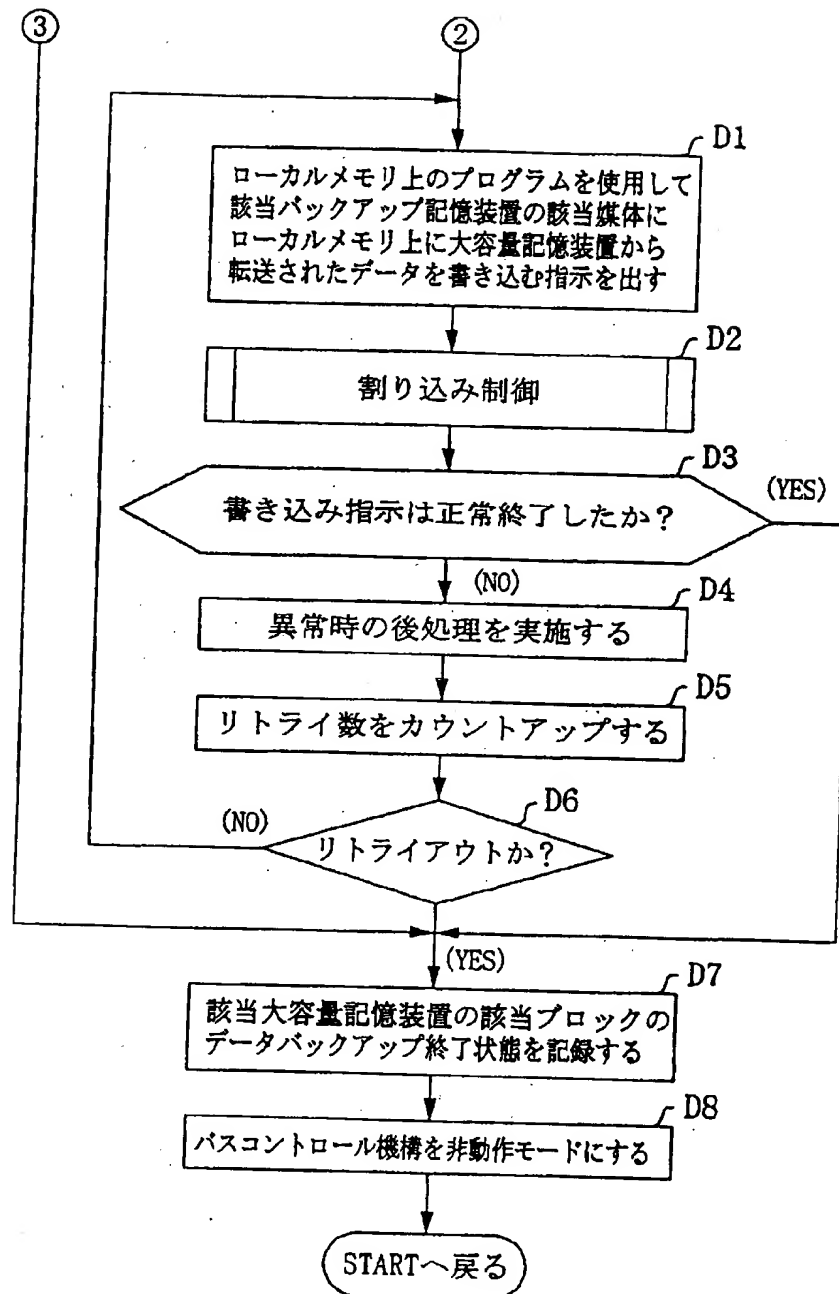 ③
②
D1
ローカルメモリ上のプログラムを使用して
該当バックアップ記憶装置の該当媒体に
ローカルメモリ上に大容量記憶装置から
転送されたデータを書き込む指示を出す
D2
割り込み制御
D3
(YES)
書き込み指示は正常終了したか?
(NO)
D4
異常時の後処理を実施する
D5
リトライ数をカウントアップする
D6
(NO)
リトライアウトか?
(YES)
D7
該当大容量記憶装置の該当ブロックの
データバックアップ終了状態を記録する
D8
バスコントロール機構を非動作モードにする
STARTへ戻る